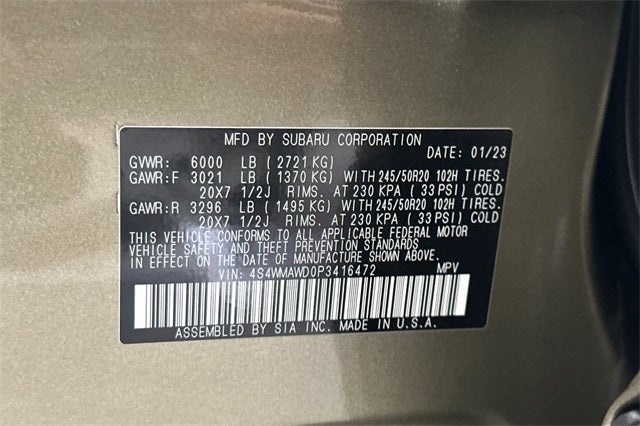 MFD BY SUBARU CORPORATION
DATE: 01/23
GVWR: 6000 LB ( 2721 KG)
GAWR:F 3021 LB ( 1370 KG) WITH 245/50R20 102H TIRES.
20X7 1/2J RIMS. AT 230 KPA ( 33 PSI) COLD
GAWR:R 3296 LB ( 1495 KG) WITH 245/50R20 102H TIRES.
20X7 1/2J RIMS. AT 230 KPA ( 33 PSI) COLD
THIS VEHICLE CONFORMS TO ALL APPLICABLE FEDERAL MOTOR
VEHICLE SAFETY AND THEFT PREVENTION STANDARDS
IN EFFECT ON THE DATE OF MANUFACTURE SHOWN ABOVE.
VIN: 4S4WMAWD0P3416472 MPV
ASSEMBLED BY SIA INC. MADE IN U.S.A.